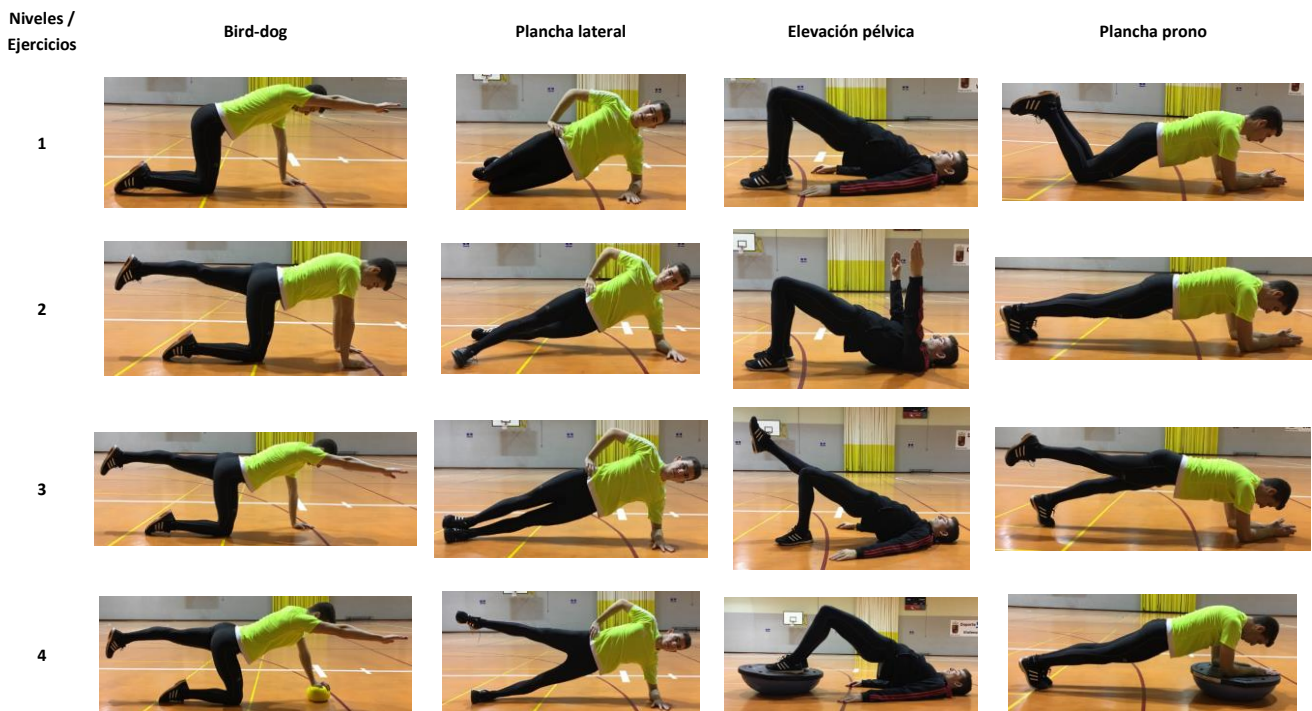 Niveles /
Ejercicios
Bird-dog
Plancha lateral
Elevación pélvica
Plancha prono
1
2
3
4